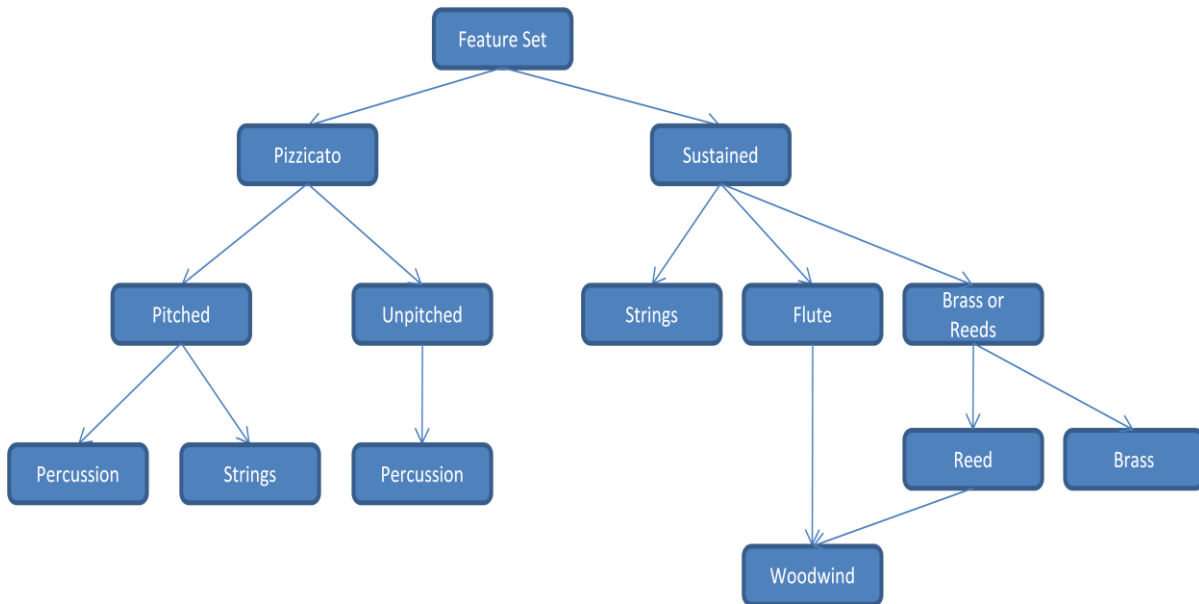 Feature Set
Pizzicato
Sustained
Pitched
Unpitched
Strings
Flute
Brass or
Reeds
Percussion
Strings
Percussion
Reed
Brass
Woodwind